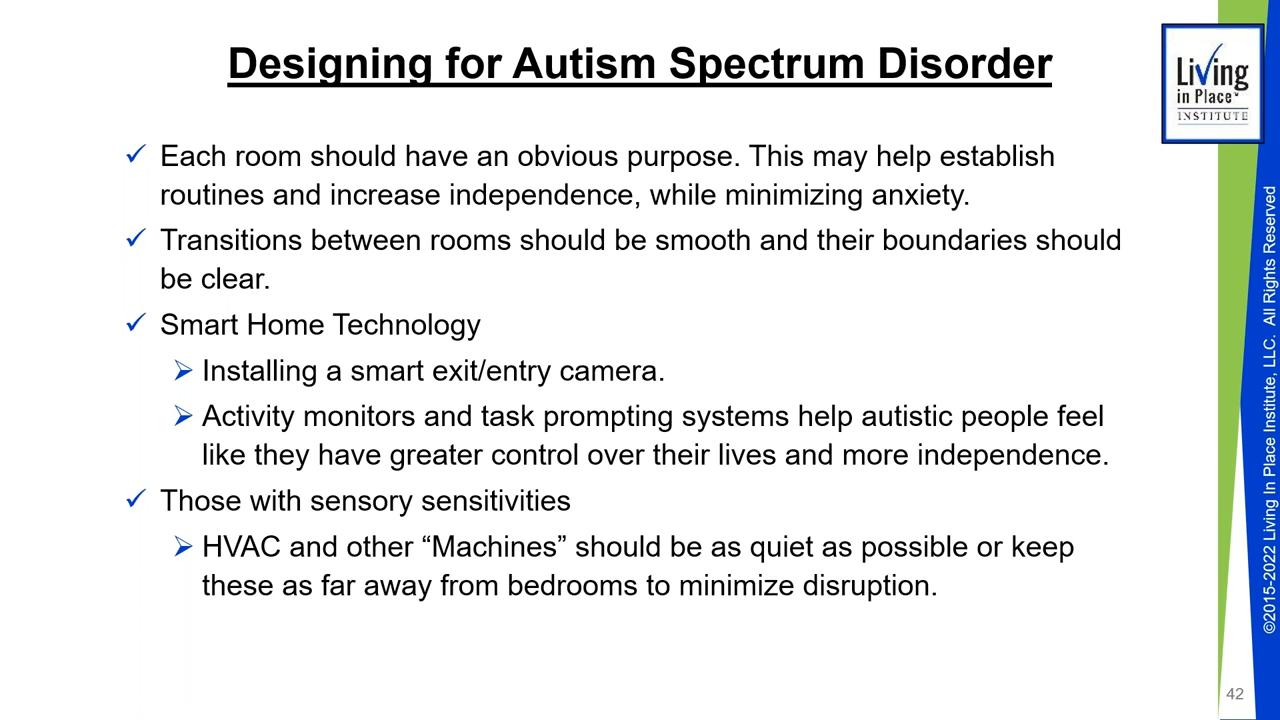 Designing for Autism Spectrum Disorder
Living
in Place™
INSTITUTE
✓ Each room should have an obvious purpose. This may help establish
routines and increase independence, while minimizing anxiety.
✓ Transitions between rooms should be smooth and their boundaries should
be clear.
✓ Smart Home Technology
➢ Installing a smart exit/entry camera.
➢ Activity monitors and task prompting systems help autistic people feel
like they have greater control over their lives and more independence.
✓ Those with sensory sensitivities
➢ HVAC and other “Machines” should be as quiet as possible or keep
these as far away from bedrooms to minimize disruption.
©2015-2022 Living In Place Institute, LLC. All Rights Reserved
42